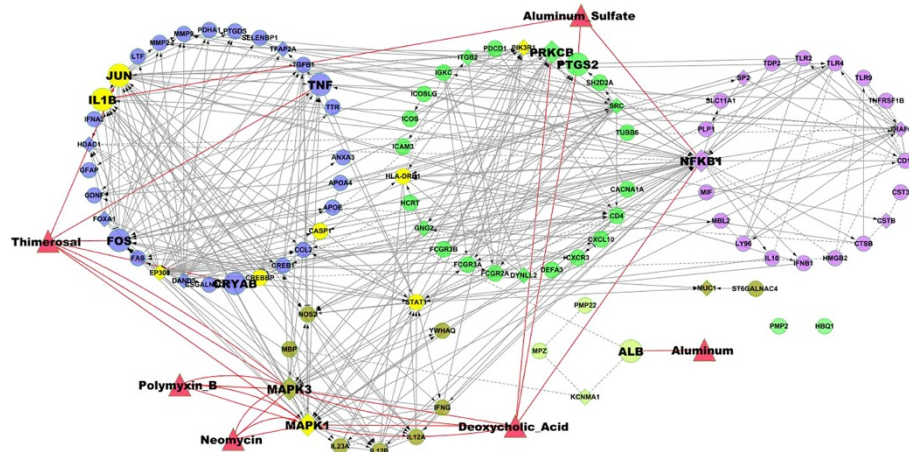 Aluminum_Sulfate
PDHA1
PTGDS
MMP9
SELENBP1
MMP2
TFAP2A
LTF
TGFB1
JUN
IL1B
TNF
IFNA2
TTR
HDAC1
GFAP
ANXA3
GDNF
APOA4
FOXA1
APOE
Thimerosal
FOS
CASP1
FAS
CCL2
EP300
CREB1
CREBBP
CRYAB
ITGB2
PDCD1
PIK3R1
PRKCB
PTGS2
IGKC
SH2D2A
ICOSLG
SRC
ICOS
TUBB6
ICAM3
HLA-DRB1
CACNA1A
HCRT
CD4
GNG2
CXCL10
FCGR3B
CXCR3
FCGR3A
DEFA3
FCGR2A
DYNLL2
TDP2
TLR2
TLR4
SP2
TLR9
SLC11A1
TNFRSF1B
PLP1
NFKB1
MIF
CST3
MBL2
CSTB
LY96
CTSB
IL10
HMGB2
IFNB1
MUC1
ST6GALNAC4
NOS2
STAT1
PMP22
YWHAQ
PMP2
HBQ1
MBP
MPZ
ALB
Aluminum
Polymyxin_B
MAPK3
KCNMA1
IFNG
MAPK1
Deoxycholic_Acid
Neomycin
IL12A
IL23A
IL12B